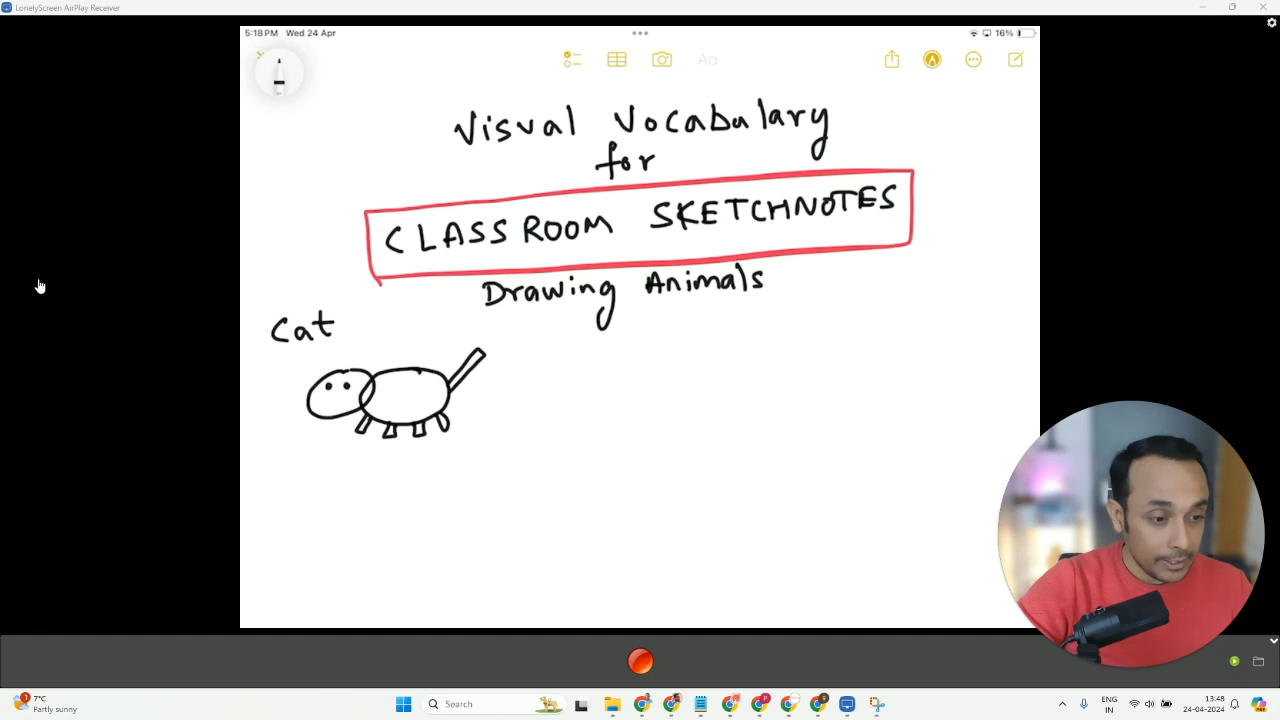 LonelyScreen AirPlay Receiver
5:18 PM Wed 24 Apr
16%
Aa
Visual Vocabulary
for
CLASSROOM SKETCHNOTES
Drawing Animals
Cat
7°C
Partly sunny
Search
ENG
IN
13:48
24-04-2024